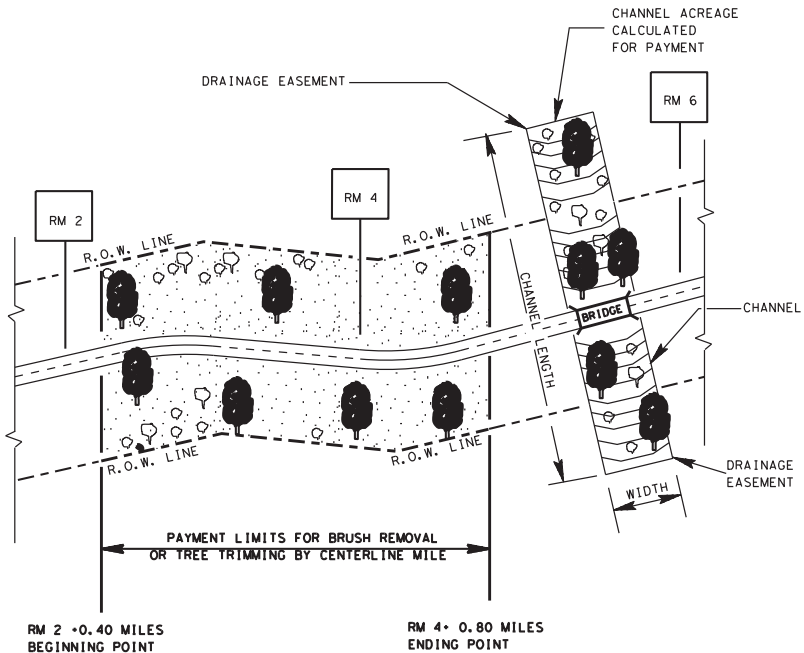 CHANNEL ACREAGE
CALCULATED
FOR PAYMENT
DRAINAGE EASEMENT
RM 6
RM 4
RM 2
R.O.W. LINE
R.O.W. LINE
CHANNEL LENGTH
BRIDGE
CHANNEL
R.O.W. LINE
R.O.W. LINE
DRAINAGE
EASEMENT
WIDTH
PAYMENT LIMITS FOR BRUSH REMOVAL
OR TREE TRIMMING BY CENTERLINE MILE
RM 2 +0.40 MILES
BEGINNING POINT
RM 4+ 0.80 MILES
ENDING POINT